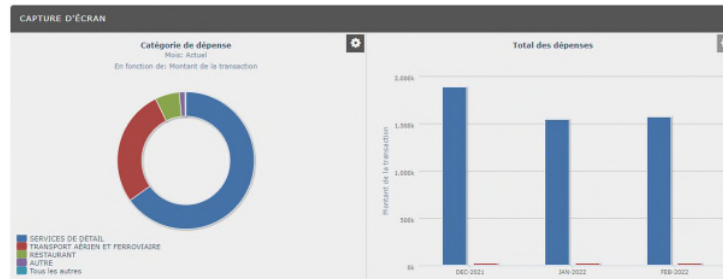 CAPTURE D'ÉCRAN
Catégorie de dépense
Mois: Actuel
En fonction de: Montant de la transaction
SERVICES DE DÉTAIL
TRANSPORT AÉRIEN ET FERROVIAIRE
RESTAURANT
AUTRE
Tous les autres
Total des dépenses
Montant de la transaction
2,000k
1,500k
1,000k
500k
0k
DEC-2021
JAN-2022
FEB-2022